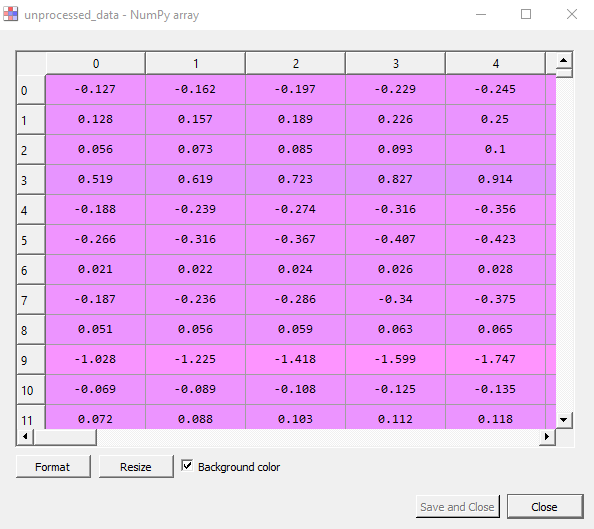 unprocessed_data - NumPy array
0 1 2 3 4
0 -0.127 -0.162 -0.197 -0.229 -0.245
1 0.128 0.157 0.189 0.226 0.25
2 0.056 0.073 0.085 0.093 0.1
3 0.519 0.619 0.723 0.827 0.914
4 -0.188 -0.239 -0.274 -0.316 -0.356
5 -0.266 -0.316 -0.367 -0.407 -0.423
6 0.021 0.022 0.024 0.026 0.028
7 -0.187 -0.236 -0.286 -0.34 -0.375
8 0.051 0.056 0.059 0.063 0.065
9 -1.028 -1.225 -1.418 -1.599 -1.747
10 -0.069 -0.089 -0.108 -0.125 -0.135
11 0.072 0.088 0.103 0.112 0.118
Format Resize Background color
Save and Close Close